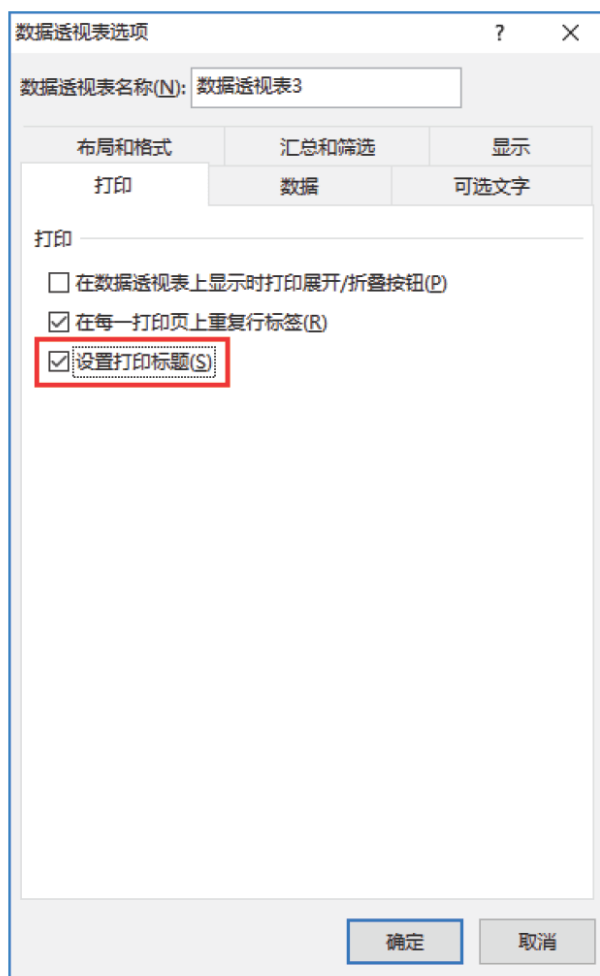 数据透视表选项 ?
数据透视表名称(N): 数据透视表3
布局和格式 汇总和筛选 显示
打印 数据 可选文字
打印
在数据透视表上显示时打印展开/折叠按钮(P)
在每一打印页上重复行标签(R)
设置打印标题(S)
确定 取消